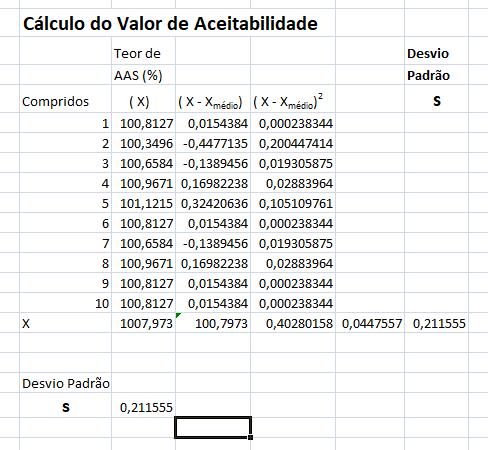 Cálculo do Valor de Aceitabilidade
Teor de Desvio
AAS (%) Padrão
Compridos ( X) ( X - Xmédio) ( X - Xmédio)2 S
1 100,8127 0,0154384 0,000238344
2 100,3496 -0,4477135 0,200447414
3 100,6584 -0,1389456 0,019305875
4 100,9671 0,16982238 0,02883964
5 101,1215 0,32420636 0,105109761
6 100,8127 0,0154384 0,000238344
7 100,6584 -0,1389456 0,019305875
8 100,9671 0,16982238 0,02883964
9 100,8127 0,0154384 0,000238344
10 100,8127 0,0154384 0,000238344
X 1007,973 100,7973 0,40280158 0,0447557 0,211555
Desvio Padrão
S 0,211555